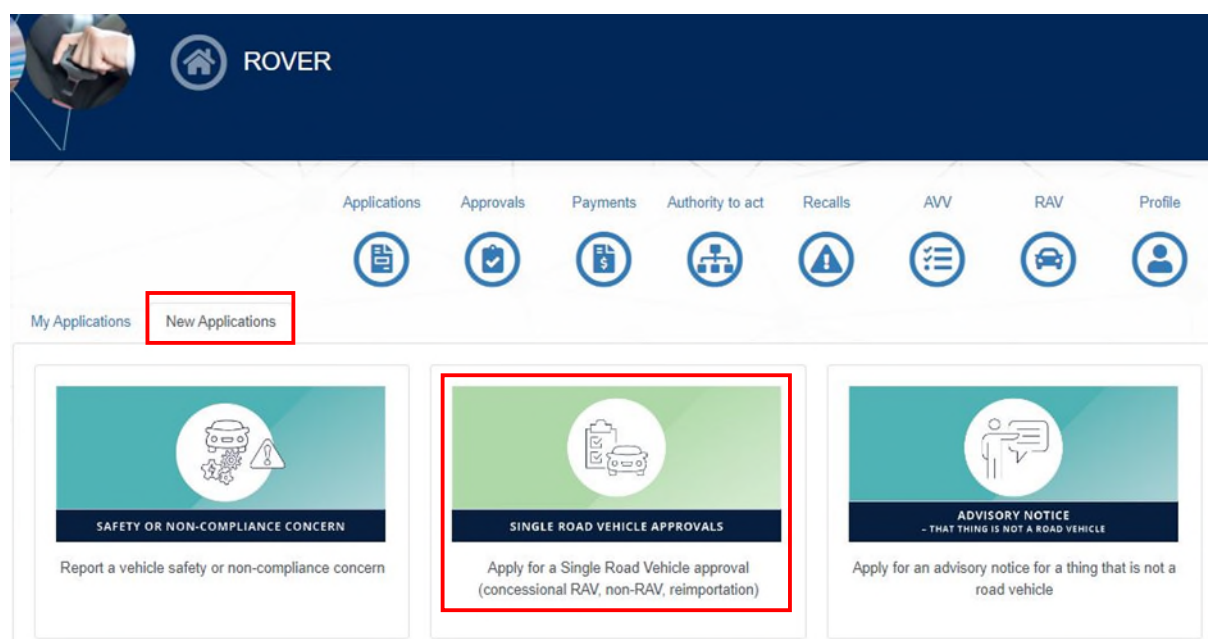 ROVER
Applications
Approvals
Payments
Authority to act
Recalls
AVV
RAV
Profile
My Applications
New Applications
SAFETY OR NON-COMPLIANCE CONCERN
Report a vehicle safety or non-compliance concern
SINGLE ROAD VEHICLE APPROVALS
Apply for a Single Road Vehicle approval
(concessional RAV, non-RAV, reimportation)
ADVISORY NOTICE
– THAT THING IS NOT A ROAD VEHICLE
Apply for an advisory notice for a thing that is not a
road vehicle